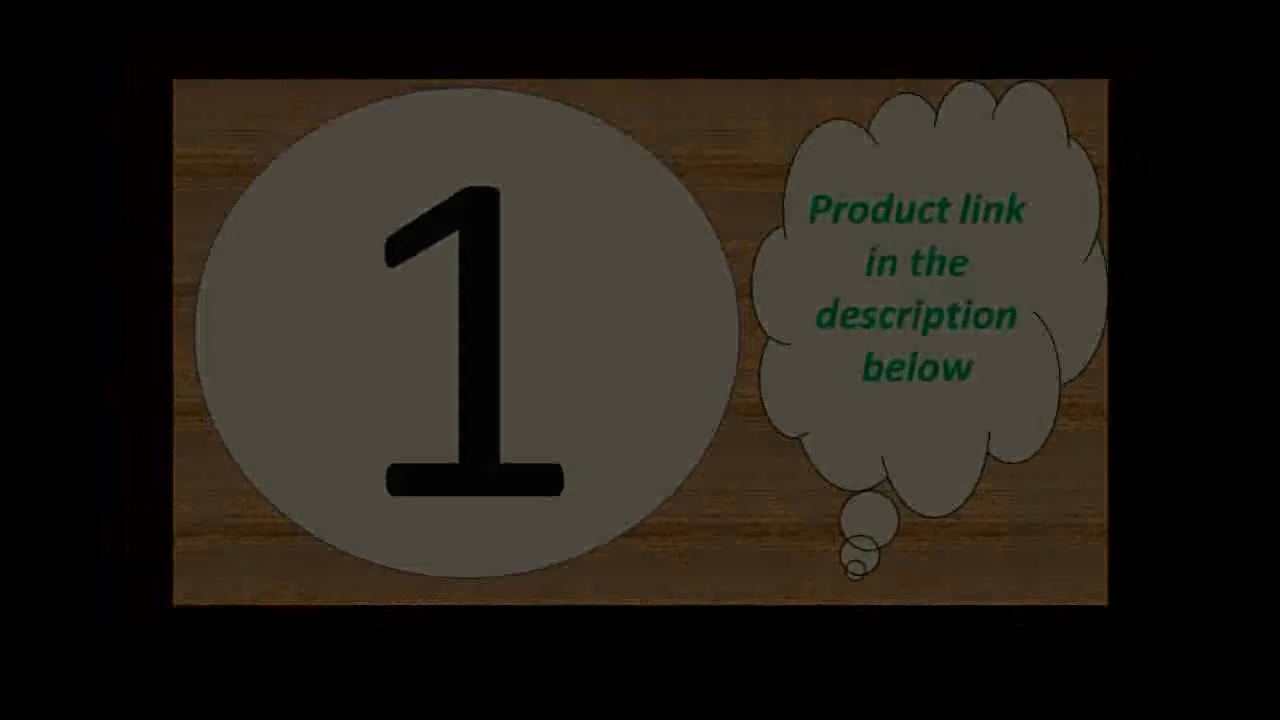 1
Product link
in the
description
below